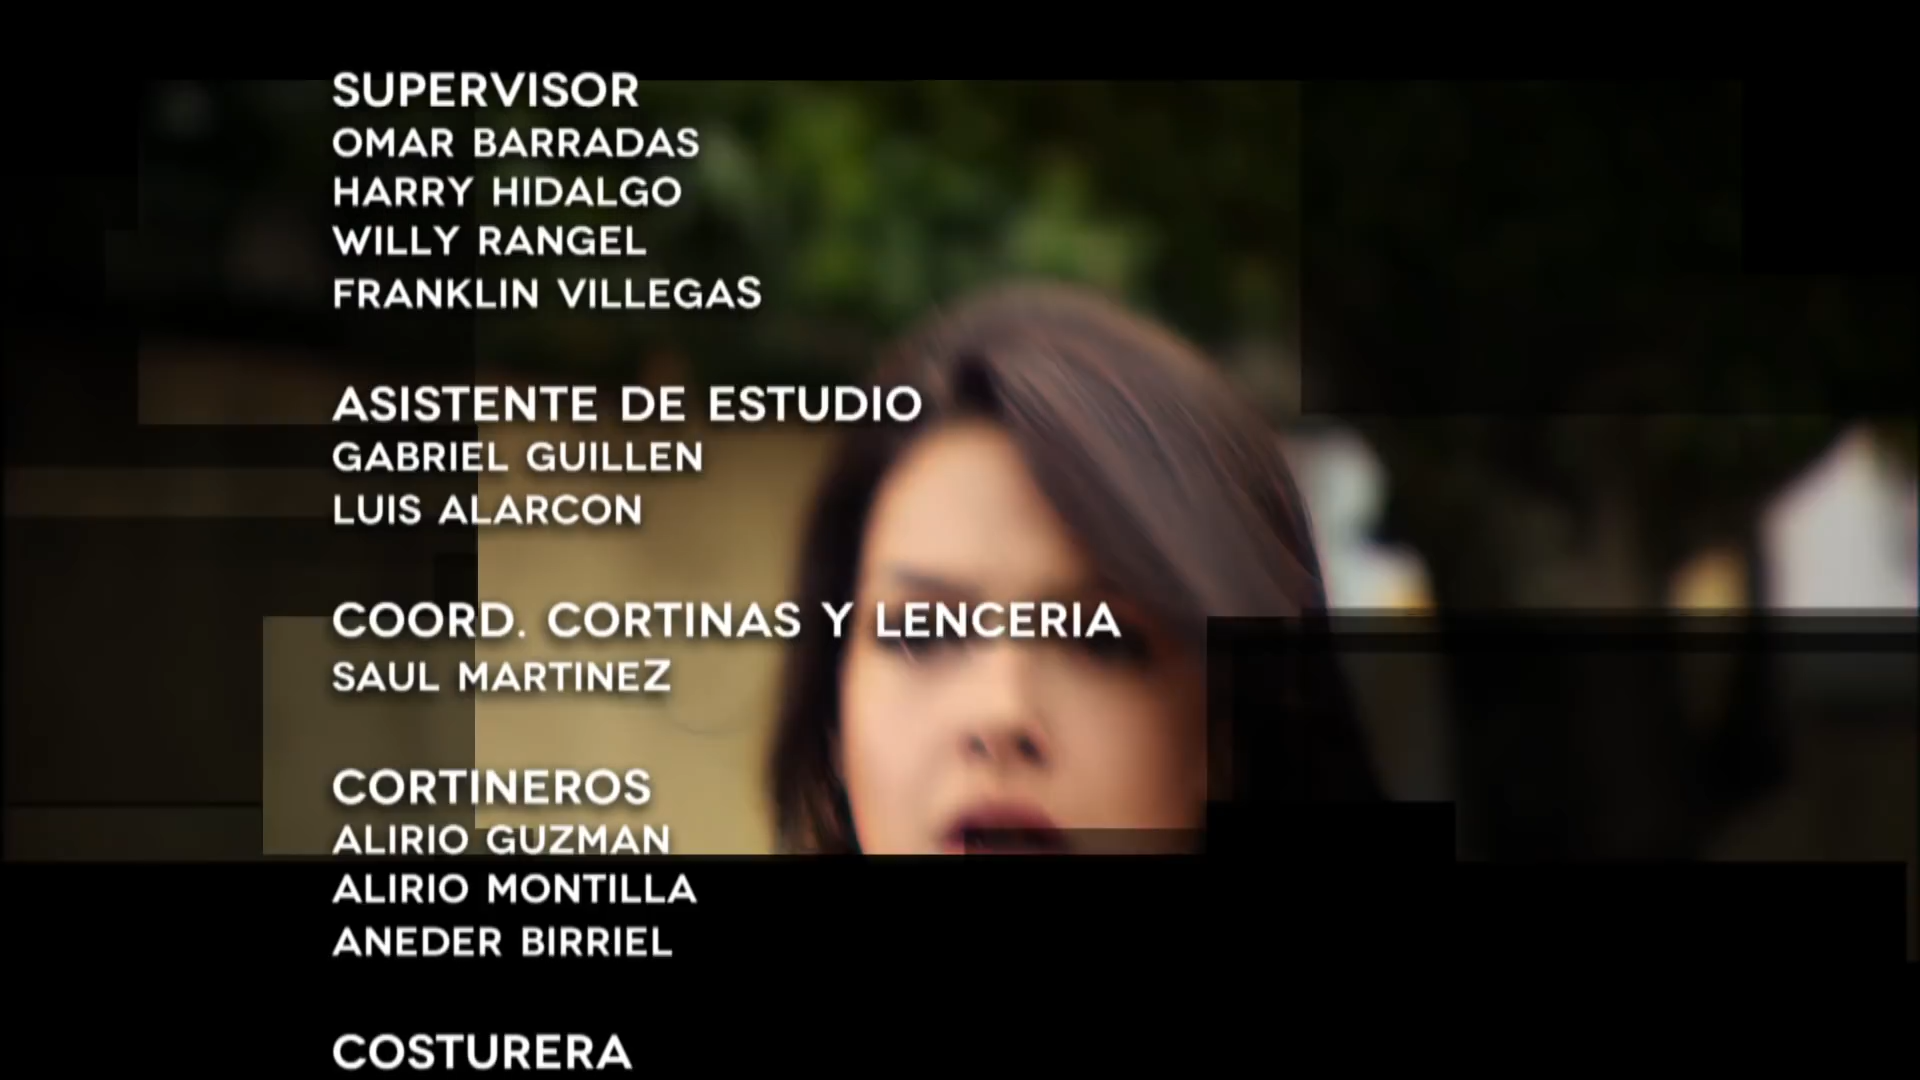 SUPERVISOR
OMAR BARRADAS
HARRY HIDALGO
WILLY RANGEL
FRANKLIN VILLEGAS
ASISTENTE DE ESTUDIO
GABRIEL GUILLEN
LUIS ALARCON
COORD. CORTINAS Y LENCERIA
SAUL MARTINEZ
CORTINEROS
ALIRIO GUZMAN
ALIRIO MONTILLA
ANEDER BIRRIEL
COSTURERA